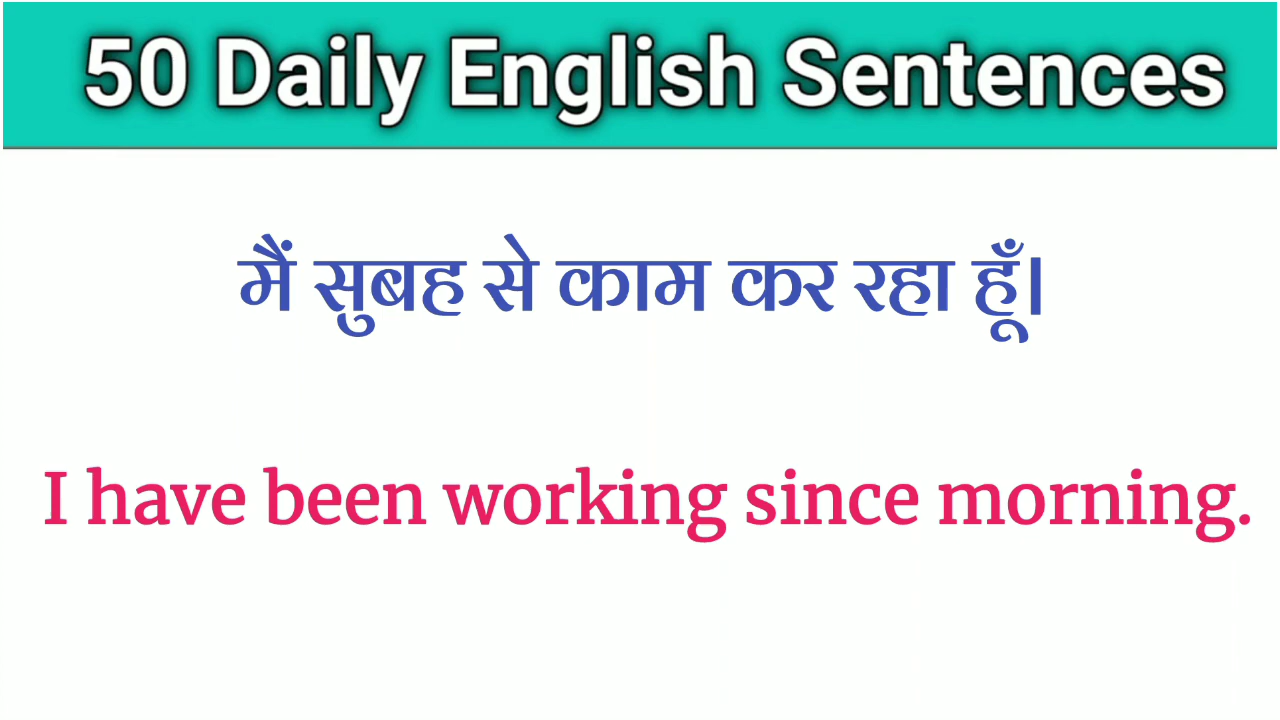 50 Daily English Sentences
मैं सुबह से काम कर रहा हूँ।
I have been working since morning.